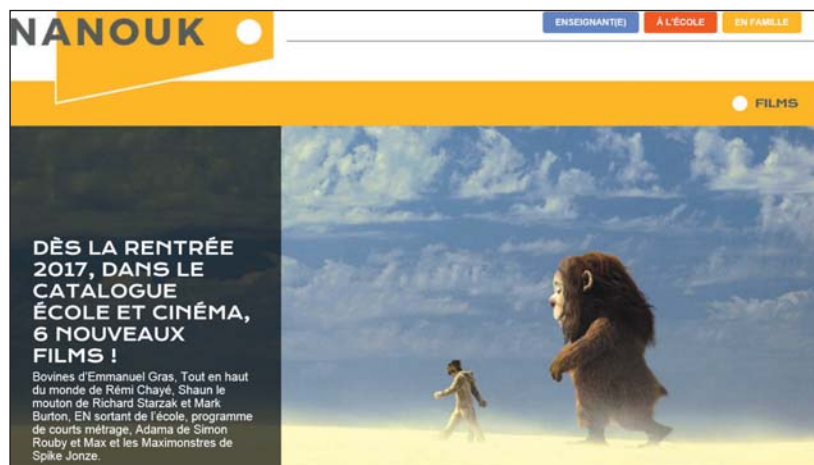 NANOUK
ENSEIGNANT(E)
À L'ÉCOLE
EN FAMILLE
FILMS
DÈS LA RENTRÉE
2017, DANS LE
CATALOGUE
ÉCOLE ET CINÉMA,
6 NOUVEAUX
FILMS !
Bovines d'Emmanuel Gras, Tout en haut
du monde de Rémi Chayé, Shaun le
mouton de Richard Starzak et Mark
Burton, EN sortant de l'école, programme
de courts métrage, Adama de Simon
Rouby et Max et les Maximonstres de
Spike Jonze.